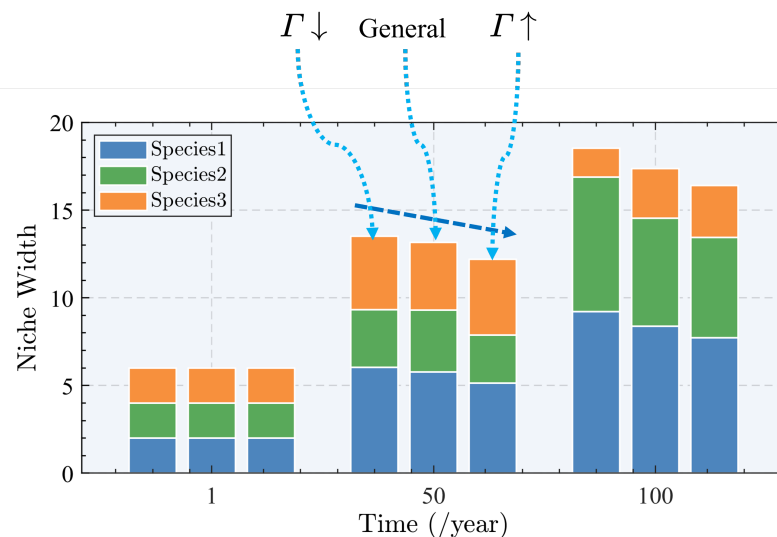 Γ↓ General Γ↑
20
Species1
Species2
Species3
15
10
5
0
Niche Width
1 50 100
Time (/year)